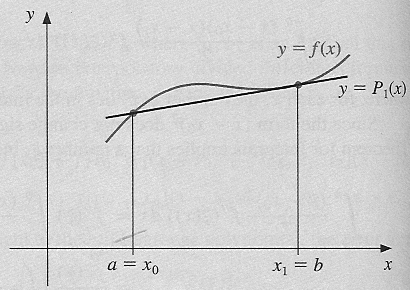 y
y = f(x)
y = P₁(x)
a = x₀
x₁ = b
x